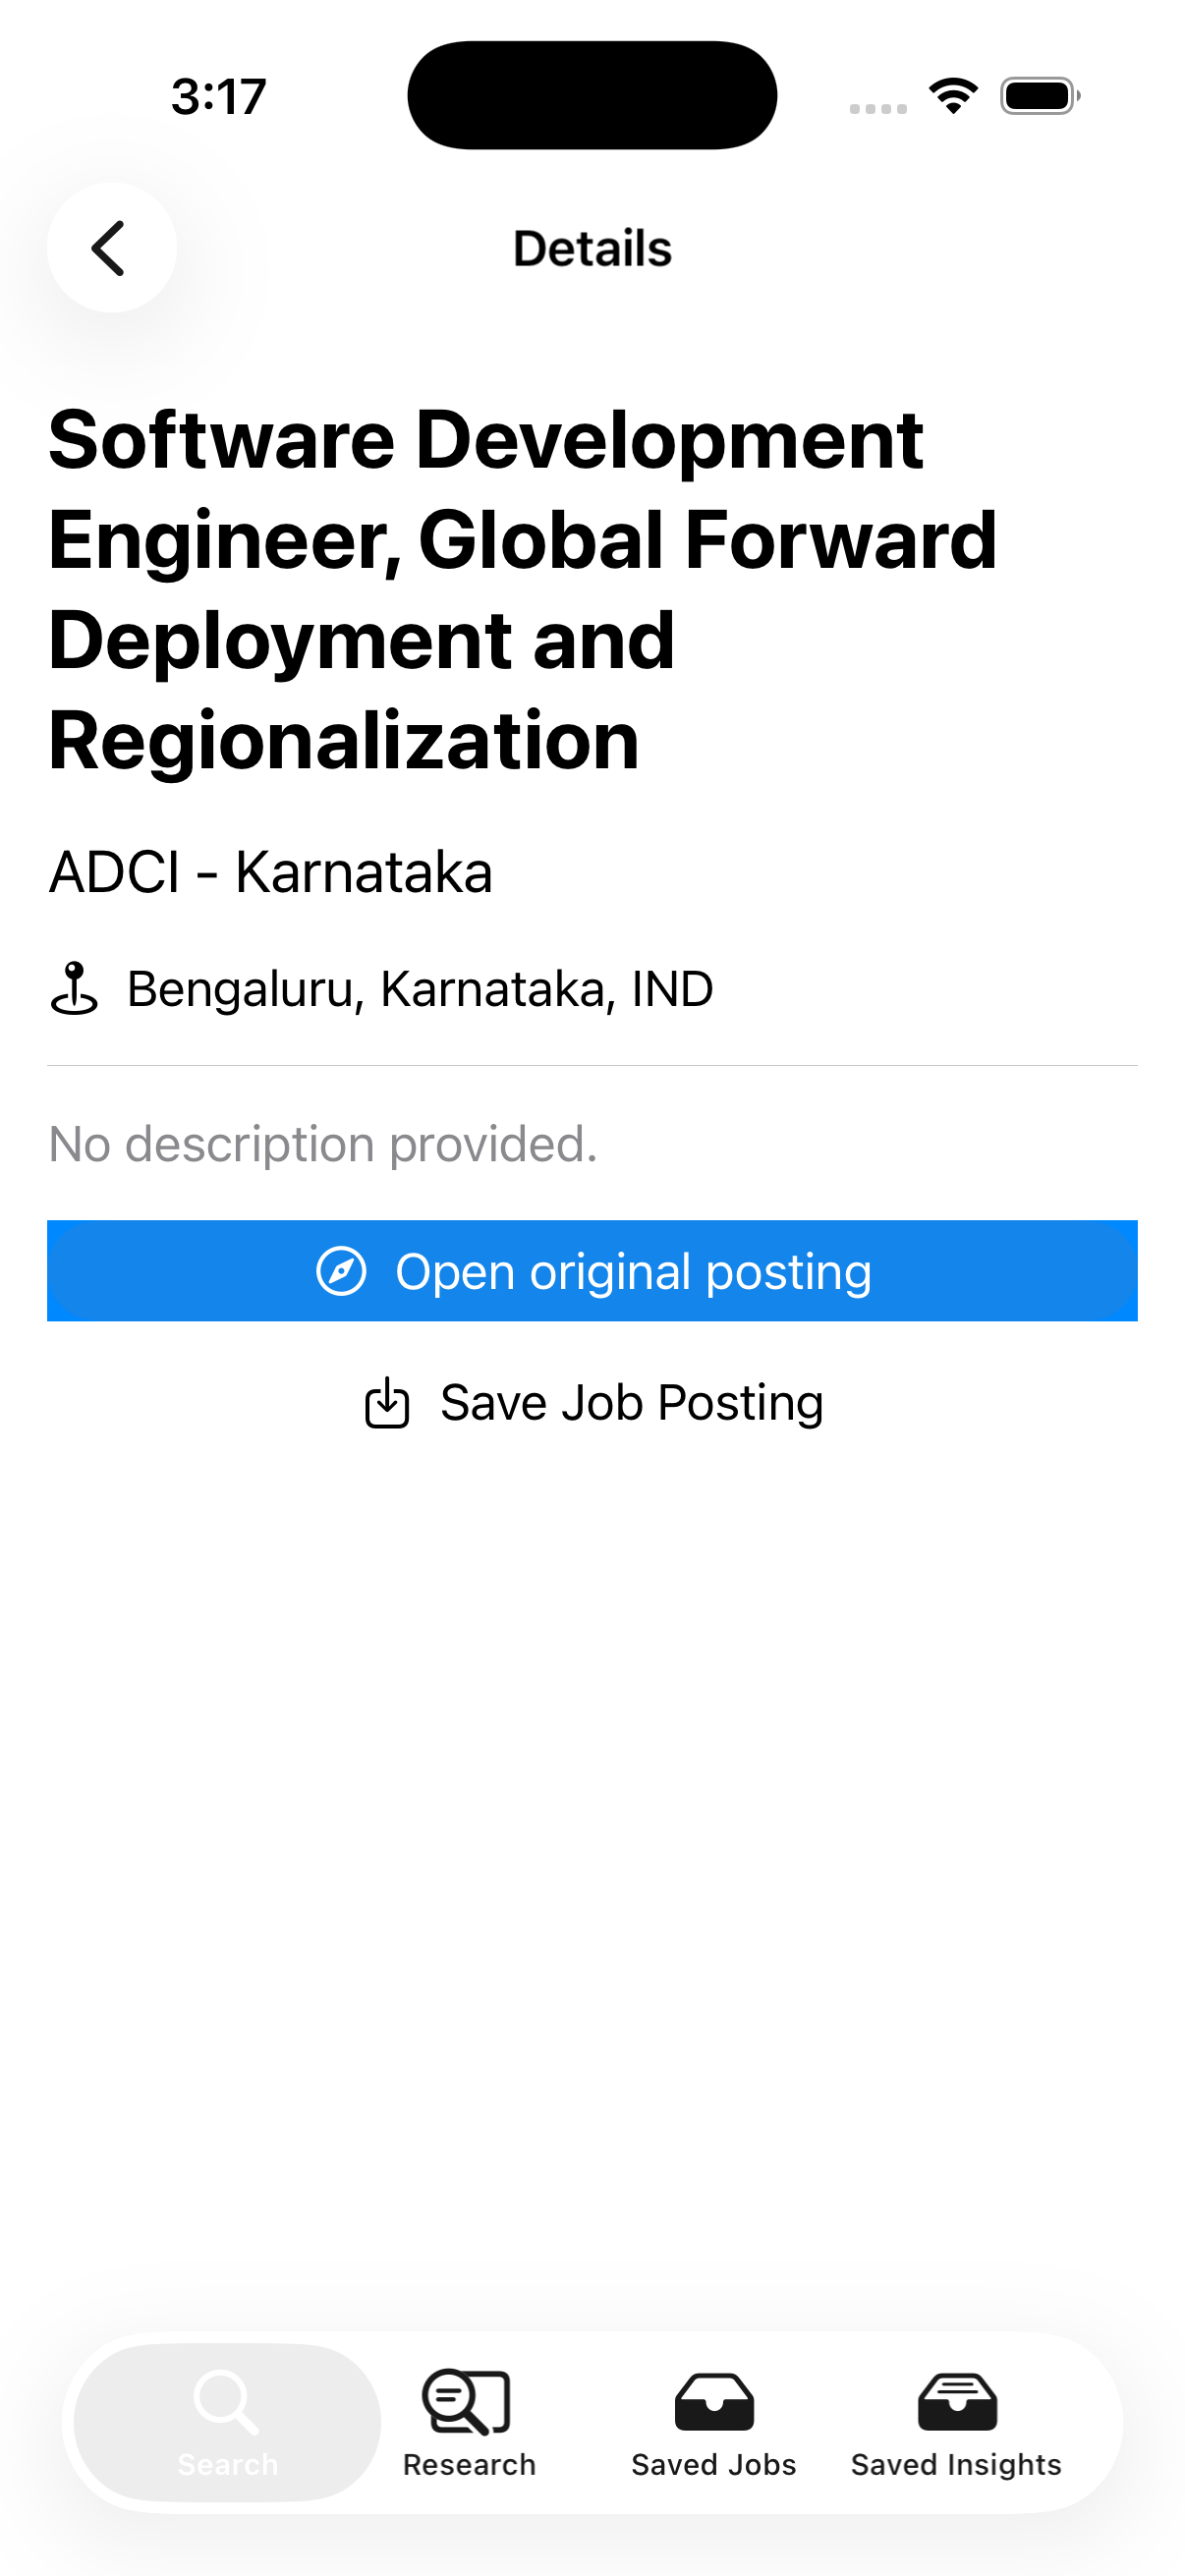 3:17
Details
Software Development
Engineer, Global Forward
Deployment and
Regionalization
ADCI - Karnataka
Bengaluru, Karnataka, IND
No description provided.
Open original posting
Save Job Posting
Search
Research
Saved Jobs
Saved Insights